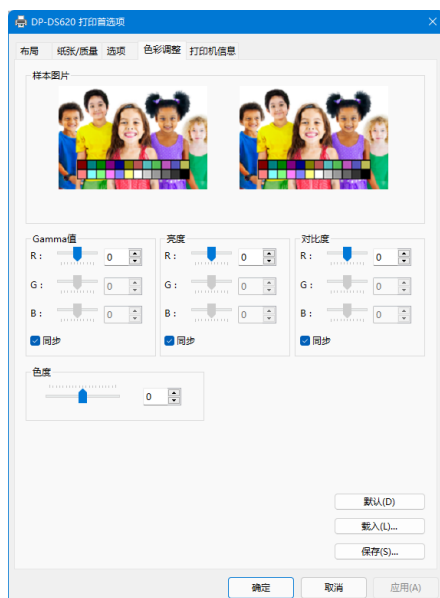 DP-DS620 打印首选项
布局 纸张/质量 选项 色彩调整 打印机信息
样本图片
Gamma值 亮度 对比度
R： 0 R： 0 R： 0
G： 0 G： 0 G： 0
B： 0 B： 0 B： 0
同步 同步 同步
色度
0
默认(D)
载入(L)...
保存(S)...
确定 取消 应用(A)